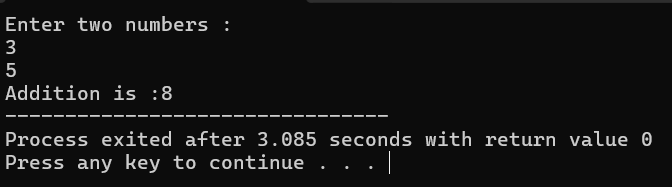 Enter two numbers :
3
5
Addition is :8
--------------------------------
Process exited after 3.085 seconds with return value 0
Press any key to continue . . .